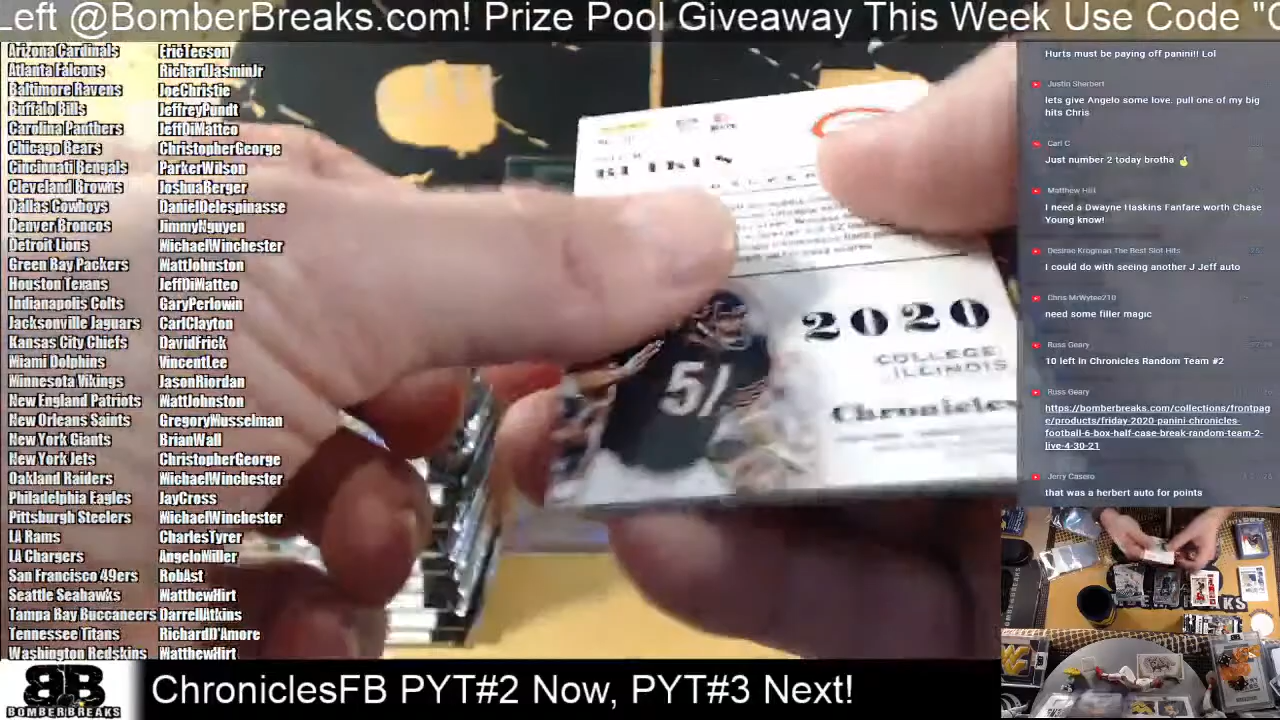 Left @BomberBreaks.com! Prize Pool Giveaway This Week Use Code "
Arizona Cardinals EricTecson
Atlanta Falcons RichardJasminJr
Baltimore Ravens JoeChristie
Buffalo Bills JeffreyPundt
Carolina Panthers JeffDiMatteo
Chicago Bears ChristopherGeorge
Cincinnati Bengals ParkerWilson
Cleveland Browns JoshuaBerger
Dallas Cowboys DanielDelespinasse
Denver Broncos JimmyNguyen
Detroit Lions MichaelWinchester
Green Bay Packers MattJohnston
Houston Texans JeffDiMatteo
Indianapolis Colts GaryPerlowin
Jacksonville Jaguars CarlClayton
Kansas City Chiefs DavidFrick
Miami Dolphins VincentLee
Minnesota Vikings JasonRiordan
New England Patriots MattJohnston
New Orleans Saints GregoryMusselman
New York Giants BrianWall
New York Jets ChristopherGeorge
Oakland Raiders MichaelWinchester
Philadelphia Eagles JayCross
Pittsburgh Steelers MichaelWinchester
LA Rams CharlesTyrer
LA Chargers AngeloMiller
San Francisco 49ers RobAst
Seattle Seahawks MatthewHirt
Tampa Bay Buccaneers DarrellAtkins
Tennessee Titans RichardD'Amore
Washington Redskins MatthewHirt
51
2020
COLLEGE
ILLINOIS
Chronicles
Hurts must be paying off panini!! Lol
Justin Sherbert
lets give Angelo some love. pull one of my big
hits Chris
Carl C
Just number 2 today brotha
Matthew Hill
I need a Dwayne Haskins Fanfare worth Chase
Young know!
Desirae Krogman The Best Slot Hits
I could do with seeing another J Jeff auto
Chris MrWytee210
need some filler magic
Russ Geary
10 left in Chronicles Random Team #2
Russ Geary
https://bomberbreaks.com/collections/frontpag
e/products/friday-2020-panini-chronicles-
football-6-box-half-case-break-random-team-2-
live-4-30-21
Jerry Casero
that was a herbert auto for points
BB
BOMBERBREAKS
ChroniclesFB PYT#2 Now, PYT#3 Next!